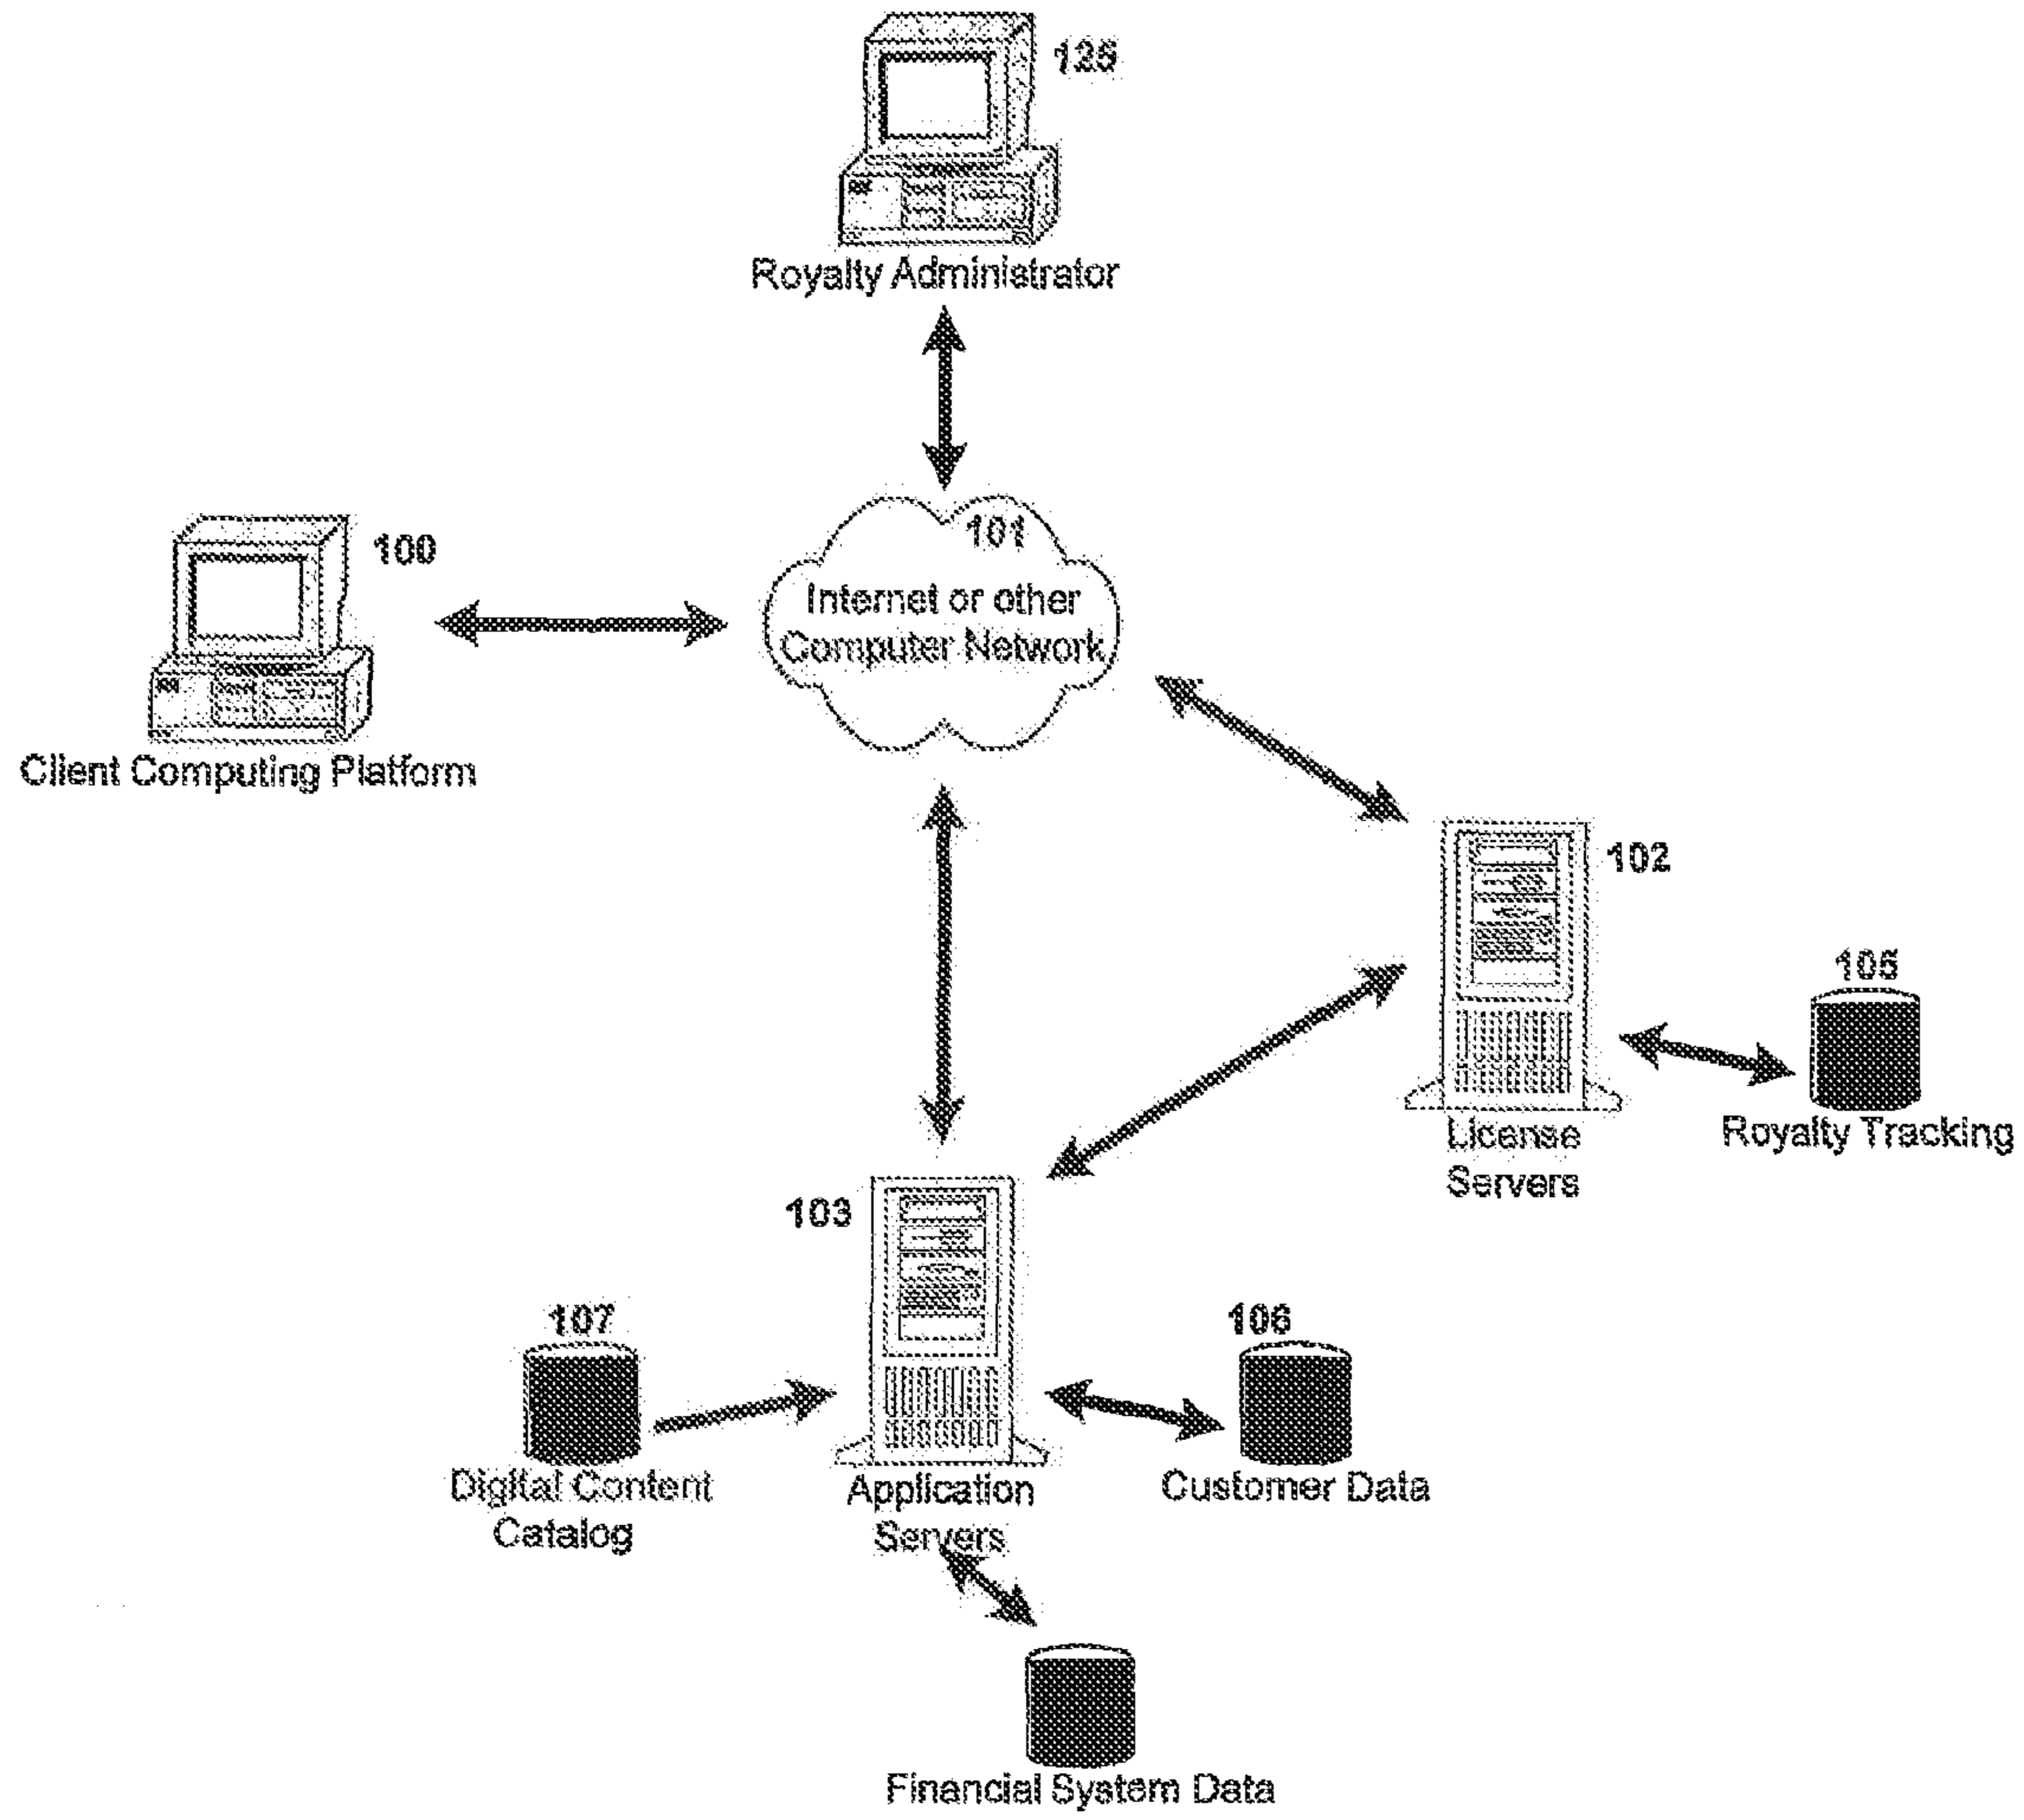 125
Royalty Administrator
101
Internet or other
Computer Network
100
Client Computing Platform
102
License
Servers
105
Royalty Tracking
103
Application
Servers
107
Digital Content
Catalog
106
Customer Data
Financial System Data